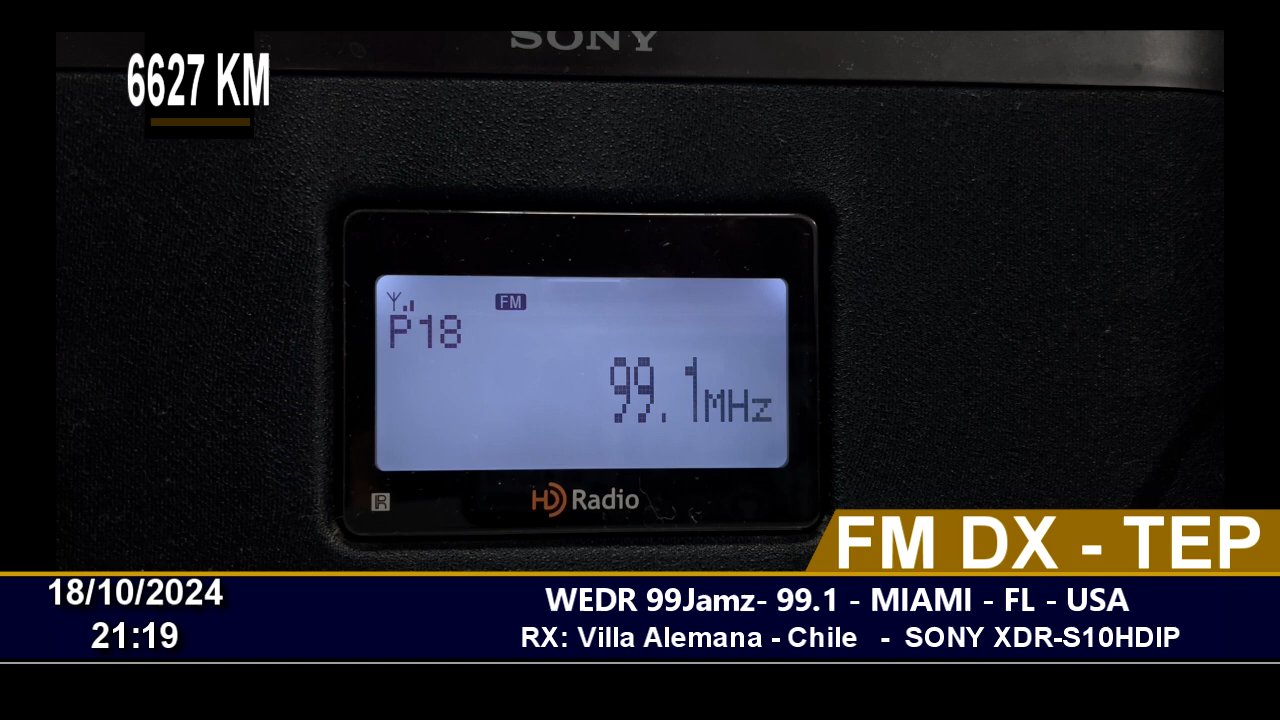 SONY
6627 KM
FM
P18
99.1MHz
R
HD Radio
FM DX - TEP
18/10/2024
21:19
WEDR 99Jamz- 99.1 - MIAMI - FL - USA
RX: Villa Alemana - Chile - SONY XDR-S10HDIP